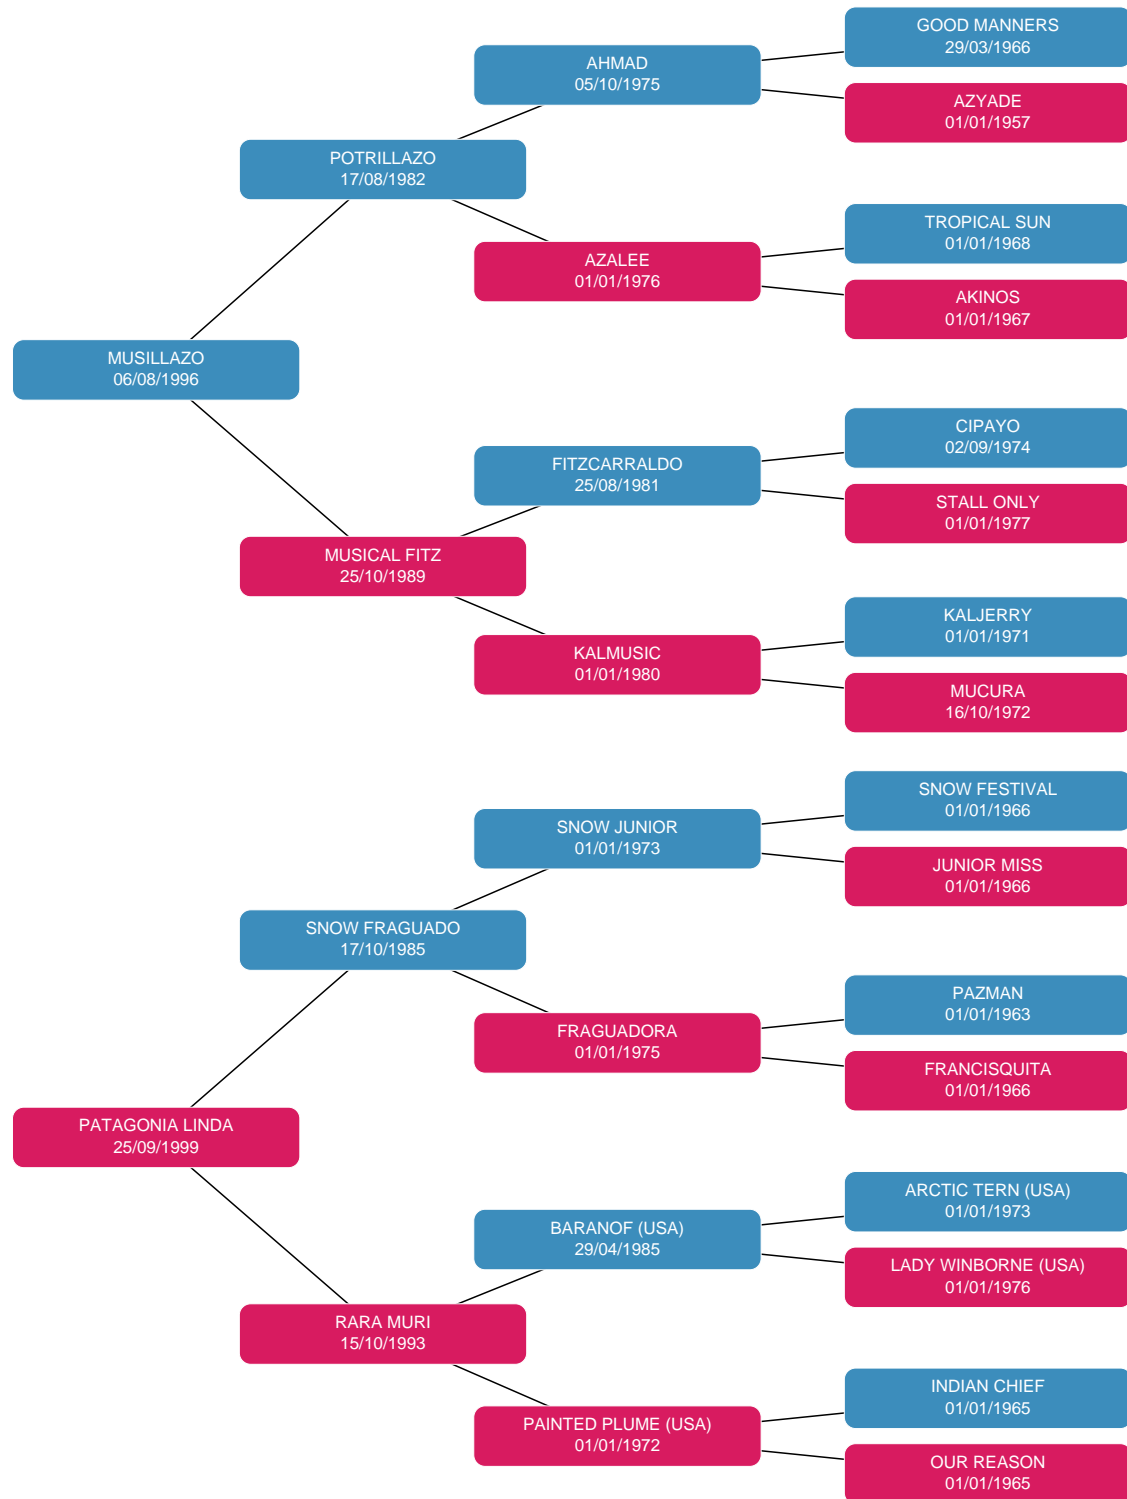 GOOD MANNERS
29/03/1966
AHMAD
05/10/1975
AZYADE
01/01/1957
POTRILLAZO
17/08/1982
TROPICAL SUN
01/01/1968
AZALEE
01/01/1976
AKINOS
01/01/1967
MUSILLAZO
06/08/1996
CIPAYO
02/09/1974
FITZCARRALDO
25/08/1981
STALL ONLY
01/01/1977
MUSICAL FITZ
25/10/1989
KALJERRY
01/01/1971
KALMUSIC
01/01/1980
MUCURA
16/10/1972
SNOW FESTIVAL
01/01/1966
SNOW JUNIOR
01/01/1973
JUNIOR MISS
01/01/1966
SNOW FRAGUADO
17/10/1985
PAZMAN
01/01/1963
FRAGUADORA
01/01/1975
FRANCISQUITA
01/01/1966
PATAGONIA LINDA
25/09/1999
ARCTIC TERN (USA)
01/01/1973
BARANOF (USA)
29/04/1985
LADY WINBORNE (USA)
01/01/1976
RARA MURI
15/10/1993
INDIAN CHIEF
01/01/1965
PAINTED PLUME (USA)
01/01/1972
OUR REASON
01/01/1965